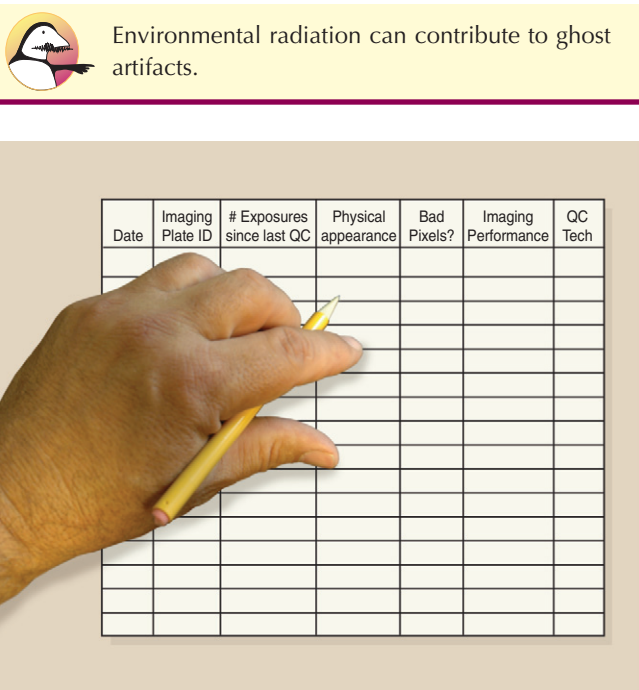 Environmental radiation can contribute to ghost
artifacts.
Date
Imaging
Plate ID
# Exposures
since last QC
Physical
appearance
Bad
Pixels?
Imaging
Performance
QC
Tech